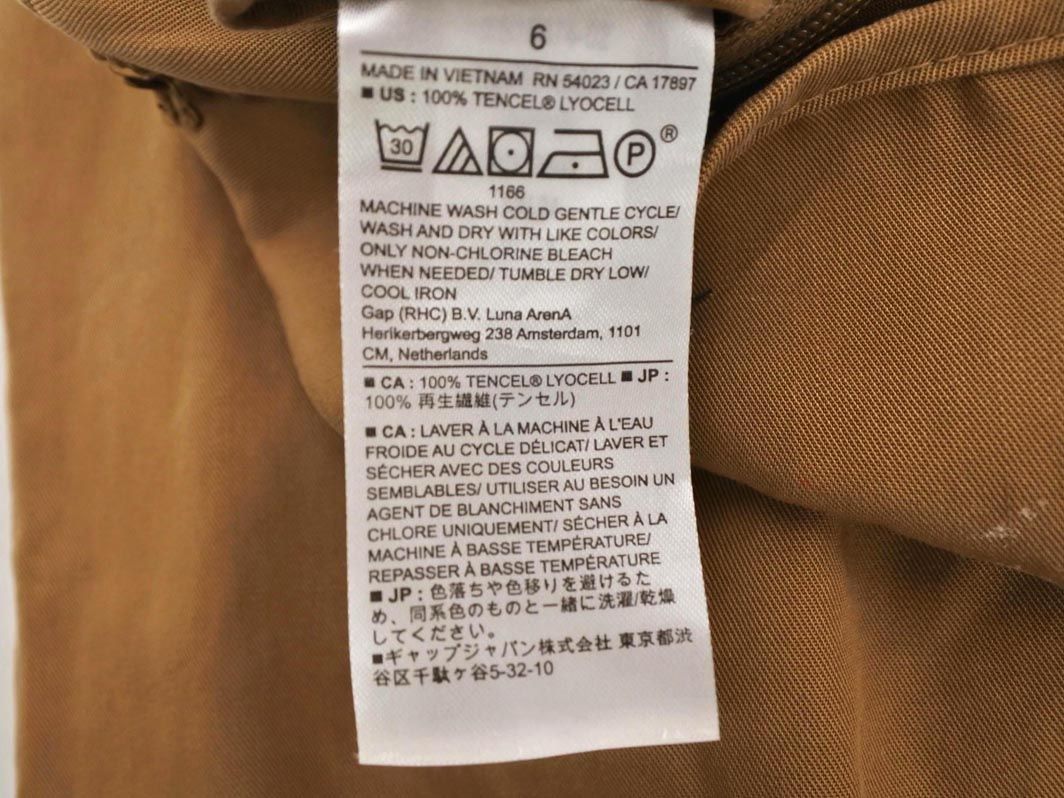 6
MADE IN VIETNAM RN 54023 / CA 17897
■ US : 100% TENCEL® LYOCELL
30 P ®
1166
MACHINE WASH COLD GENTLE CYCLE/
WASH AND DRY WITH LIKE COLORS/
ONLY NON-CHLORINE BLEACH
WHEN NEEDED/ TUMBLE DRY LOW/
COOL IRON
Gap (RHC) B.V. Luna ArenA
Herikerbergweg 238 Amsterdam, 1101
CM, Netherlands
■ CA : 100% TENCEL® LYOCELL ■ JP :
100% 再生繊維(テンセル)
■ CA : LAVER À LA MACHINE À L'EAU
FROIDE AU CYCLE DÉLICAT/ LAVER ET
SÉCHER AVEC DES COULEURS
SEMBLABLES/ UTILISER AU BESOIN UN
AGENT DE BLANCHIMENT SANS
CHLORE UNIQUEMENT/ SÉCHER À LA
MACHINE À BASSE TEMPÉRATURE/
REPASSER À BASSE TEMPÉRATURE
■ JP : 色落ちや色移りを避けるた
め、同系色のものと一緒に洗濯/乾燥
してください。
■ギャップジャパン株式会社 東京都渋
谷区千駄ケ谷5-32-10